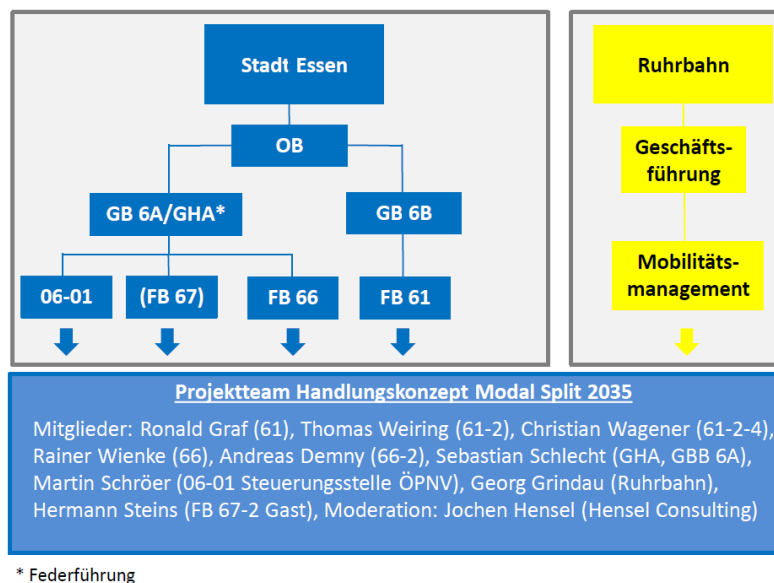 Stadt Essen
OB
GB 6A/GHA*
GB 6B
06-01
(FB 67)
FB 66
FB 61
Ruhrbahn
Geschäfts-
führung
Mobilitäts-
management
Projektteam Handlungskonzept Modal Split 2035
Mitglieder: Ronald Graf (61), Thomas Weiring (61-2), Christian Wagener (61-2-4),
Rainer Wienke (66), Andreas Demny (66-2), Sebastian Schlecht (GHA, GBB 6A),
Martin Schröer (06-01 Steuerungsstelle ÖPNV), Georg Grindau (Ruhrbahn),
Hermann Steins (FB 67-2 Gast), Moderation: Jochen Hensel (Hensel Consulting)
* Federführung